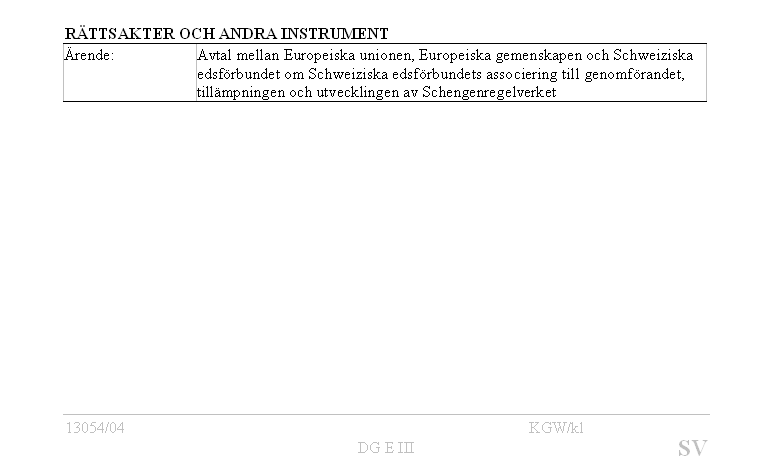 RÄTTSAKTER OCH ANDRA INSTRUMENT
Ärende: Avtal mellan Europeiska unionen, Europeiska gemenskapen och Schweiziska
edsförbundet om Schweiziska edsförbundets associering till genomförandet,
tillämpningen och utvecklingen av Schengenregelverket
13054/04 KGW/kl
DG E III SV